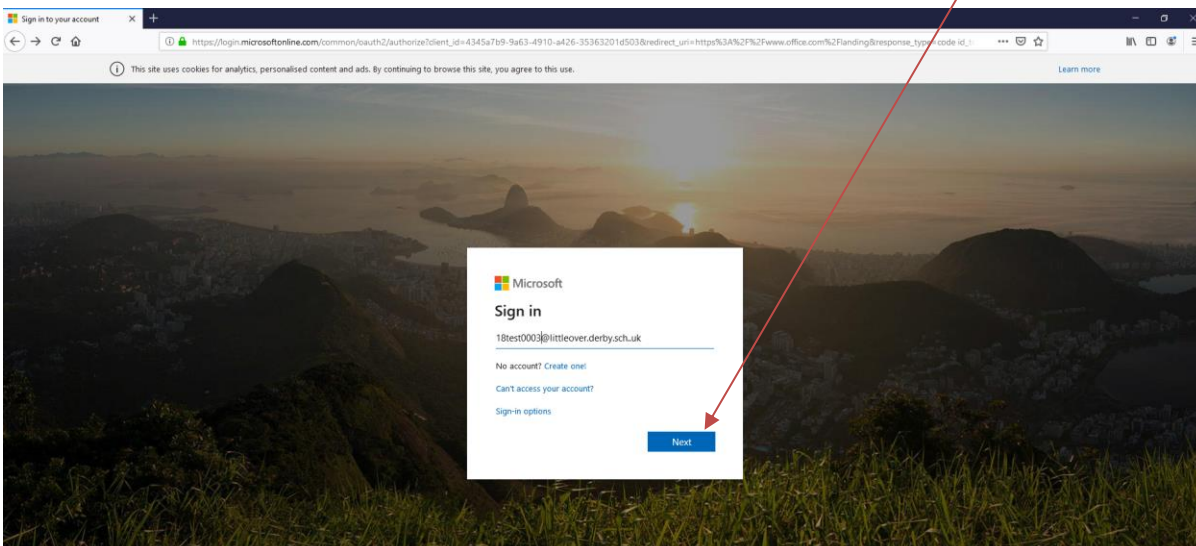 Sign in to your account
https://login.microsoftonline.com/common/oauth2/authorize?client_id=4345a7b9-9a63-4910-a426-35363201d503&redirect_uri=https%3A%2F%2Fwww.office.com%2Flanding&response_type=code id_
This site uses cookies for analytics, personalised content and ads. By continuing to browse this site, you agree to this use.
Learn more
Microsoft
Sign in
18test0003@littleover.derby.sch.uk
No account? Create one!
Can't access your account?
Sign-in options
Next